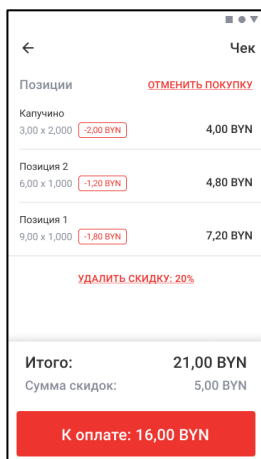 Чек
Позиции ОТМЕНИТЬ ПОКУПКУ
Капучино
3,00 x 2,000 -2,00 BYN 4,00 BYN
Позиция 2
6,00 x 1,000 -1,20 BYN 4,80 BYN
Позиция 1
9,00 x 1,000 -1,80 BYN 7,20 BYN
УДАЛИТЬ СКИДКУ: 20%
Итого: 21,00 BYN
Сумма скидок: 5,00 BYN
К оплате: 16,00 BYN